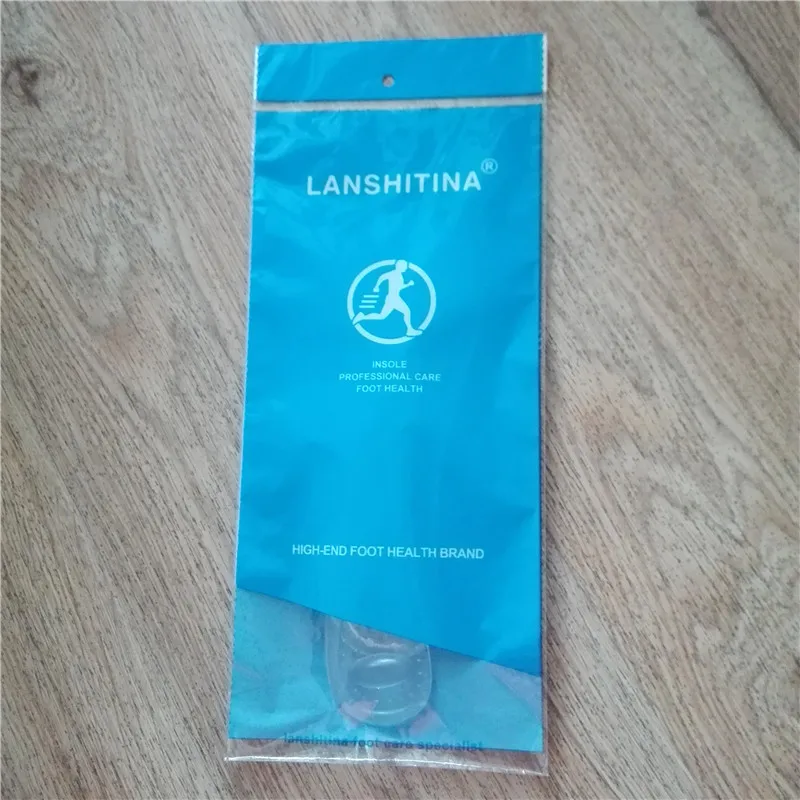 LANSHITINA®
INSOLE
PROFESSIONAL CARE
FOOT HEALTH
HIGH-END FOOT HEALTH BRAND
lanshitina foot care specialist